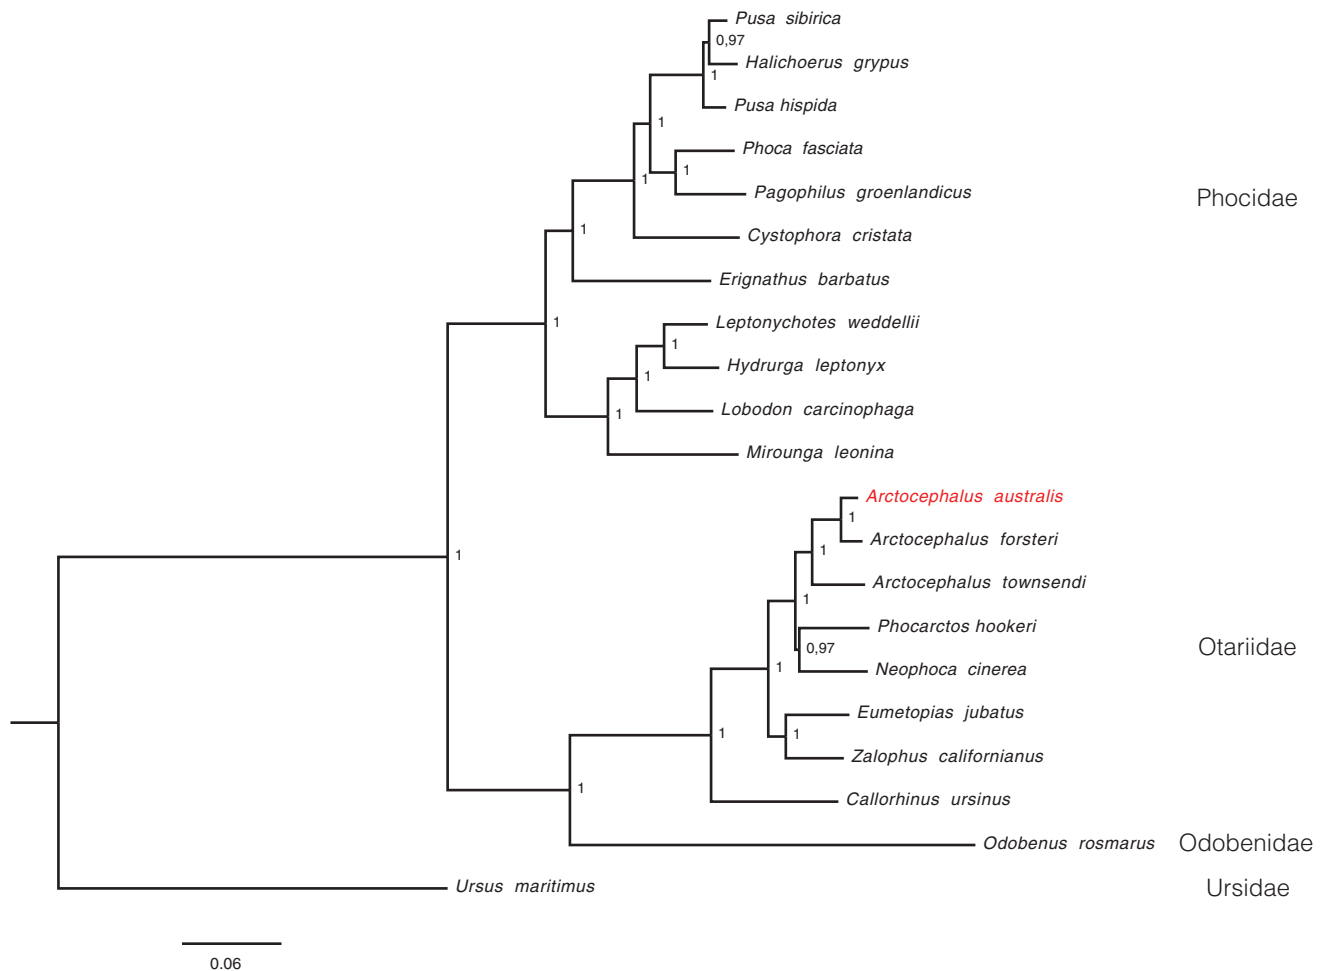 Pusa sibirica
0,97
Halichoerus grypus
1
Pusa hispida
1
Phoca fasciata
1
Pagophilus groenlandicus
1
Phocidae
Cystophora cristata
1
Erignathus barbatus
1
Leptonychotes weddellii
1
Hydrurga leptonyx
1
Lobodon carcinophaga
1
Mirounga leonina
Arctocephalus australis
1
Arctocephalus forsteri
1
1
Arctocephalus townsendi
1
Phocarctos hookeri
0,97
Otariidae
Neophoca cinerea
1
Eumetopias jubatus
1
1
Zalophus californianus
1
Callorhinus ursinus
Odobenus rosmarus
Odobenidae
Ursus maritimus
Ursidae
0.06